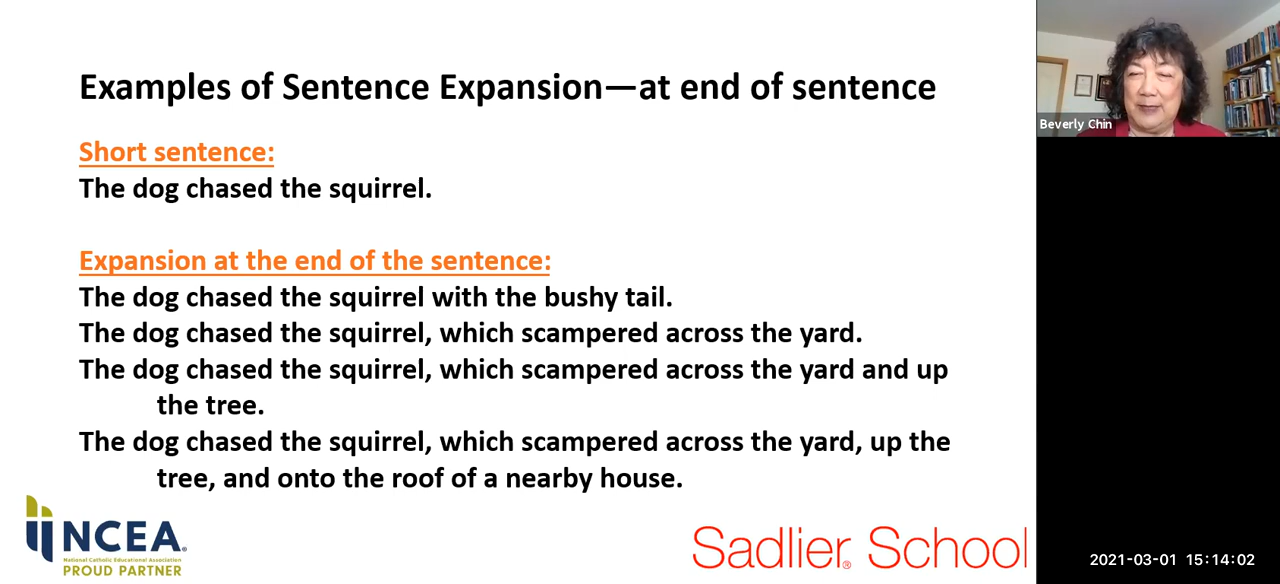 Examples of Sentence Expansion—at end of sentence
Short sentence:
The dog chased the squirrel.
Expansion at the end of the sentence:
The dog chased the squirrel with the bushy tail.
The dog chased the squirrel, which scampered across the yard.
The dog chased the squirrel, which scampered across the yard and up
the tree.
The dog chased the squirrel, which scampered across the yard, up the
tree, and onto the roof of a nearby house.
NCEA®
National Catholic Educational Association
PROUD PARTNER
Sadlier® School
Beverly Chin
2021-03-01 15:14:02